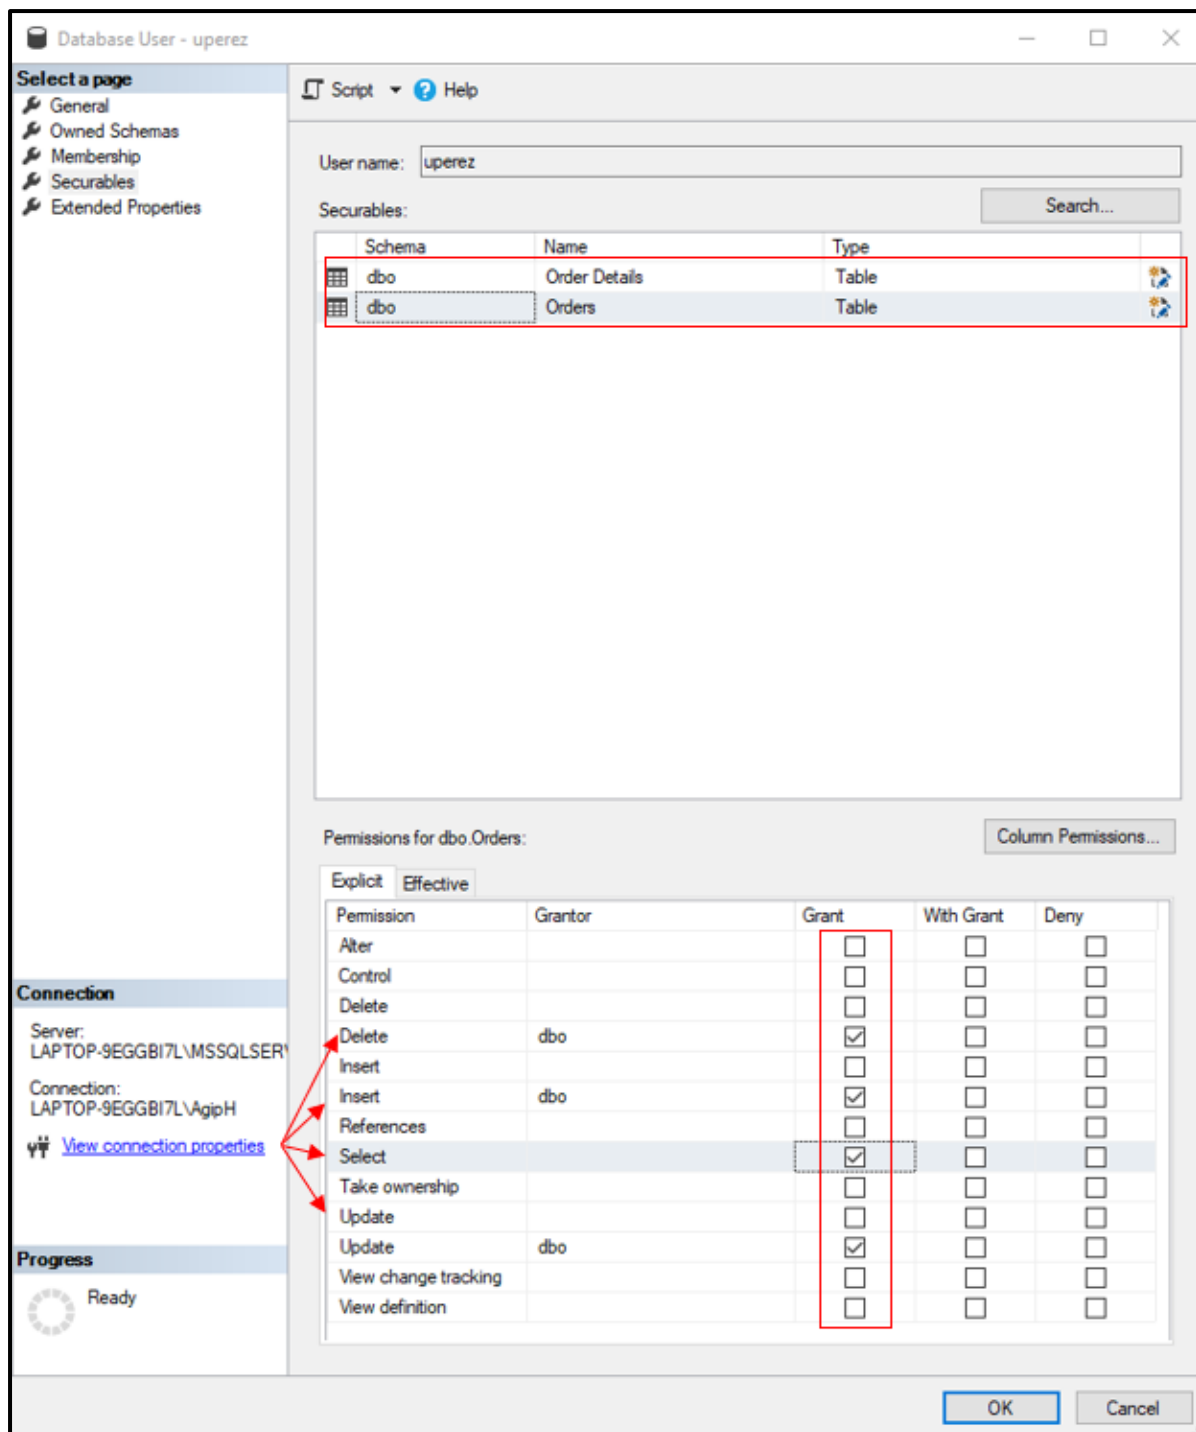 Database User - uperez
Select a page
General
Owned Schemas
Membership
Securables
Extended Properties
Script Help
User name: uperez
Securables: Search...
Schema Name Type
dbo Order Details Table
dbo Orders Table
Permissions for dbo.Orders: Column Permissions...
Explicit Effective
Permission Grantor Grant With Grant Deny
Alter
Control
Delete
Delete dbo
Insert
Insert dbo
References
Select
Take ownership
Update
Update dbo
View change tracking
View definition
Connection
Server:
LAPTOP-9EGGBI7L\MSSQLSER
Connection:
LAPTOP-9EGGBI7L\AgipH
View connection properties
Progress
Ready
OK Cancel